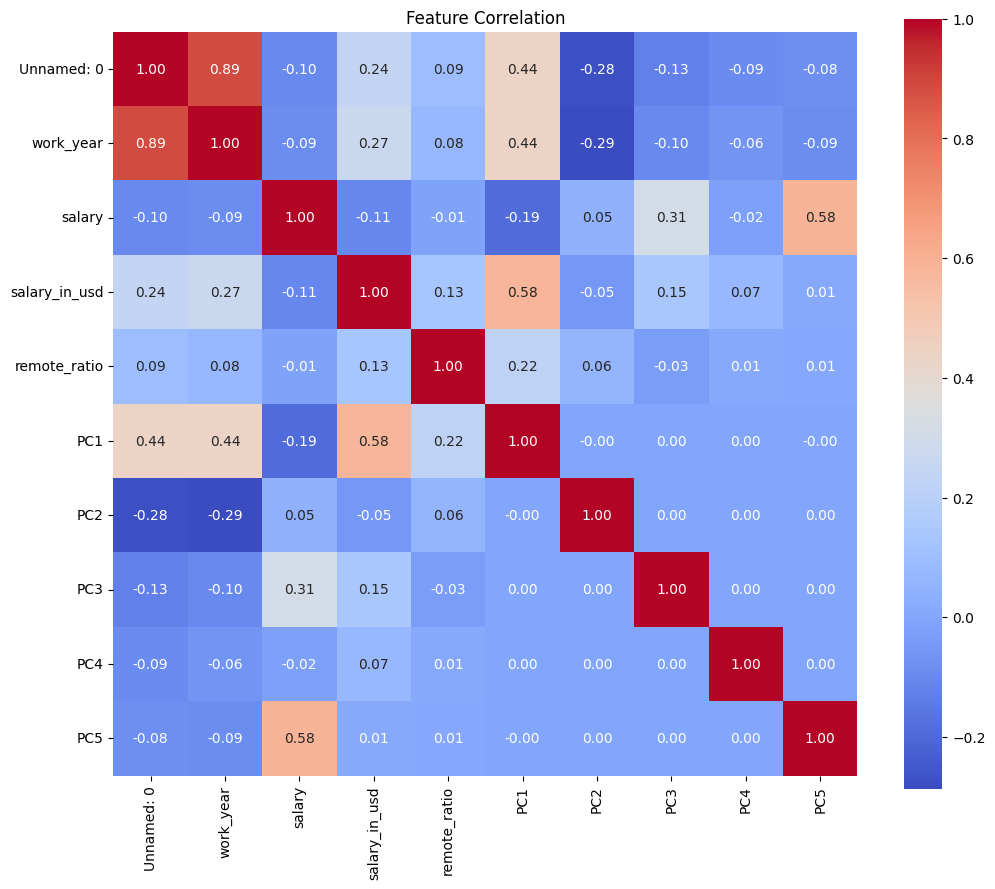 Feature Correlation
Unnamed: 0 1.00 0.89 -0.10 0.24 0.09 0.44 -0.28 -0.13 -0.09 -0.08
work_year 0.89 1.00 -0.09 0.27 0.08 0.44 -0.29 -0.10 -0.06 -0.09
salary -0.10 -0.09 1.00 -0.11 -0.01 -0.19 0.05 0.31 -0.02 0.58
salary_in_usd 0.24 0.27 -0.11 1.00 0.13 0.58 -0.05 0.15 0.07 0.01
remote_ratio 0.09 0.08 -0.01 0.13 1.00 0.22 0.06 -0.03 0.01 0.01
PC1 0.44 0.44 -0.19 0.58 0.22 1.00 -0.00 0.00 0.00 -0.00
PC2 -0.28 -0.29 0.05 -0.05 0.06 -0.00 1.00 0.00 0.00 0.00
PC3 -0.13 -0.10 0.31 0.15 -0.03 0.00 0.00 1.00 0.00 0.00
PC4 -0.09 -0.06 -0.02 0.07 0.01 0.00 0.00 0.00 1.00 0.00
PC5 -0.08 -0.09 0.58 0.01 0.01 -0.00 0.00 0.00 0.00 1.00
Unnamed: 0
work_year
salary
salary_in_usd
remote_ratio
PC1
PC2
PC3
PC4
PC5
1.0
0.8
0.6
0.4
0.2
0.0
−0.2